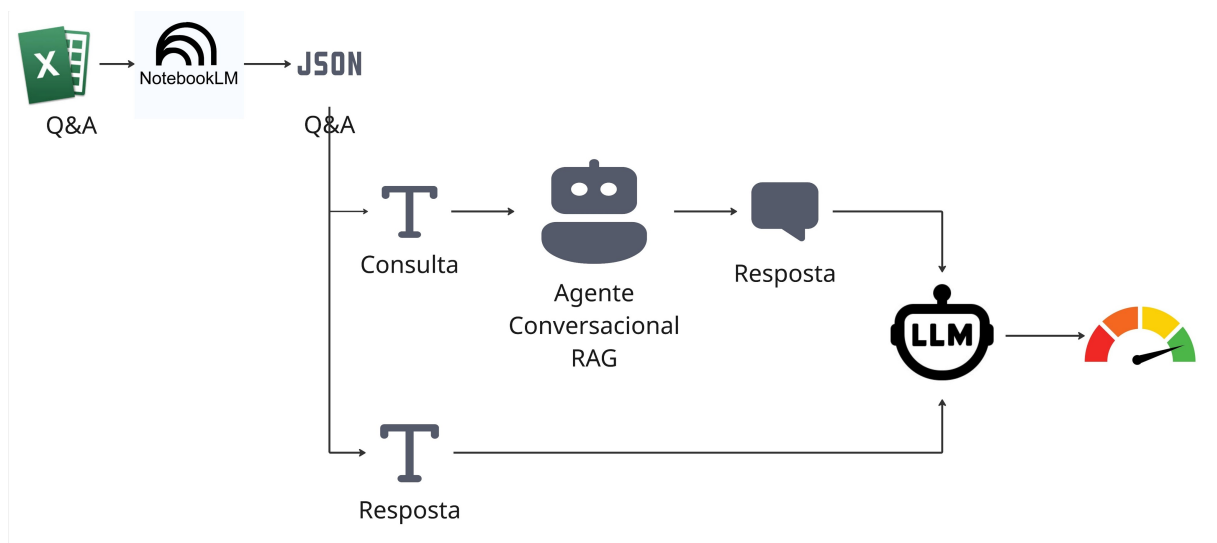 X
NotebookLM
JSON
Q&A
Q&A
Consulta
Agente
Conversacional
RAG
Resposta
LLM
Resposta